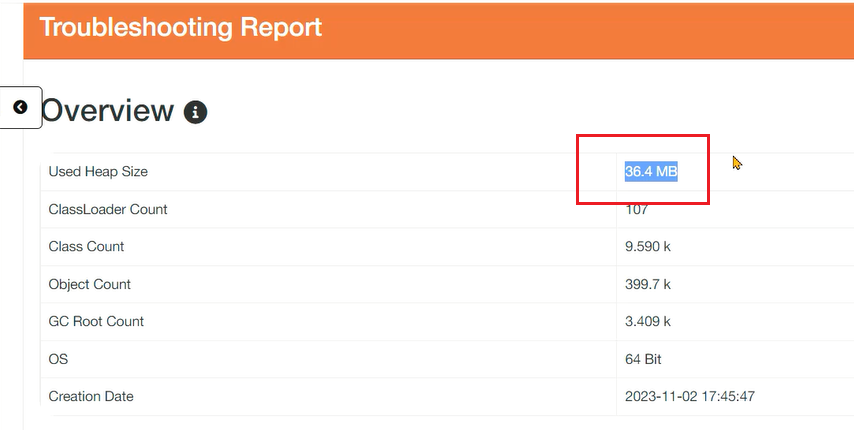 Troubleshooting Report
Overview
Used Heap Size 36.4 MB
ClassLoader Count 107
Class Count 9.590 k
Object Count 399.7 k
GC Root Count 3.409 k
OS 64 Bit
Creation Date 2023-11-02 17:45:47